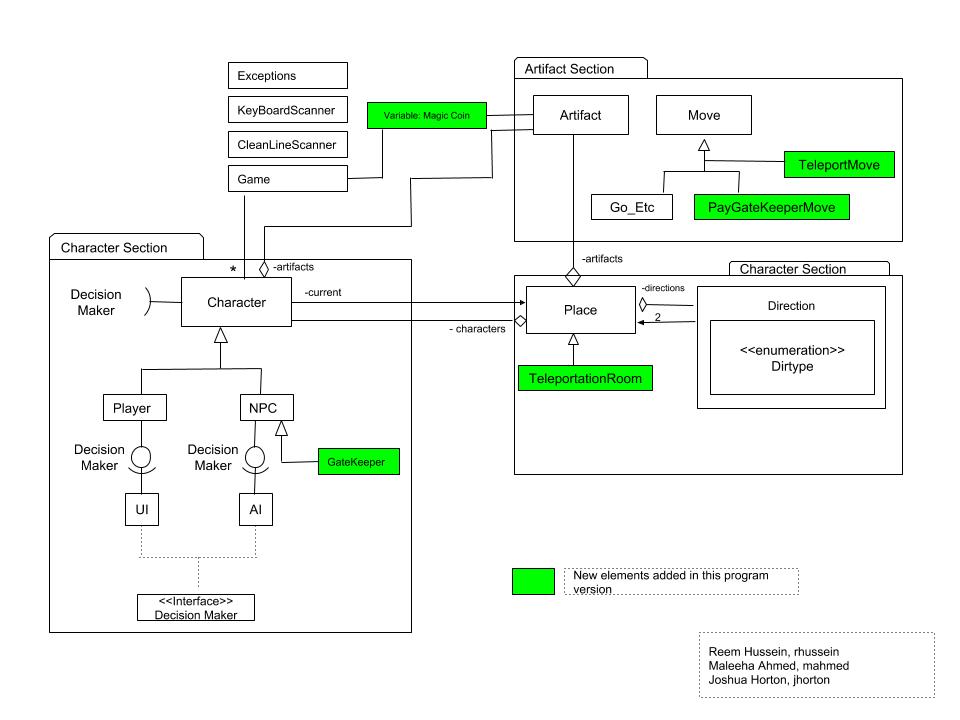 Exceptions
KeyBoardScanner
CleanLineScanner
Game
Variable: Magic Coin
Artifact Section
Artifact
Move
TeleportMove
Go_Etc
PayGateKeeperMove
Character Section
*
-artifacts
Decision
Maker
Character
-current
- characters
Player
NPC
Decision
Maker
Decision
Maker
GateKeeper
UI
AI
<<Interface>>
Decision Maker
-artifacts
Character Section
Place
-directions
2
Direction
<<enumeration>>
Dirtype
TeleportationRoom
New elements added in this program
version
Reem Hussein, rhussein
Maleeha Ahmed, mahmed
Joshua Horton, jhorton